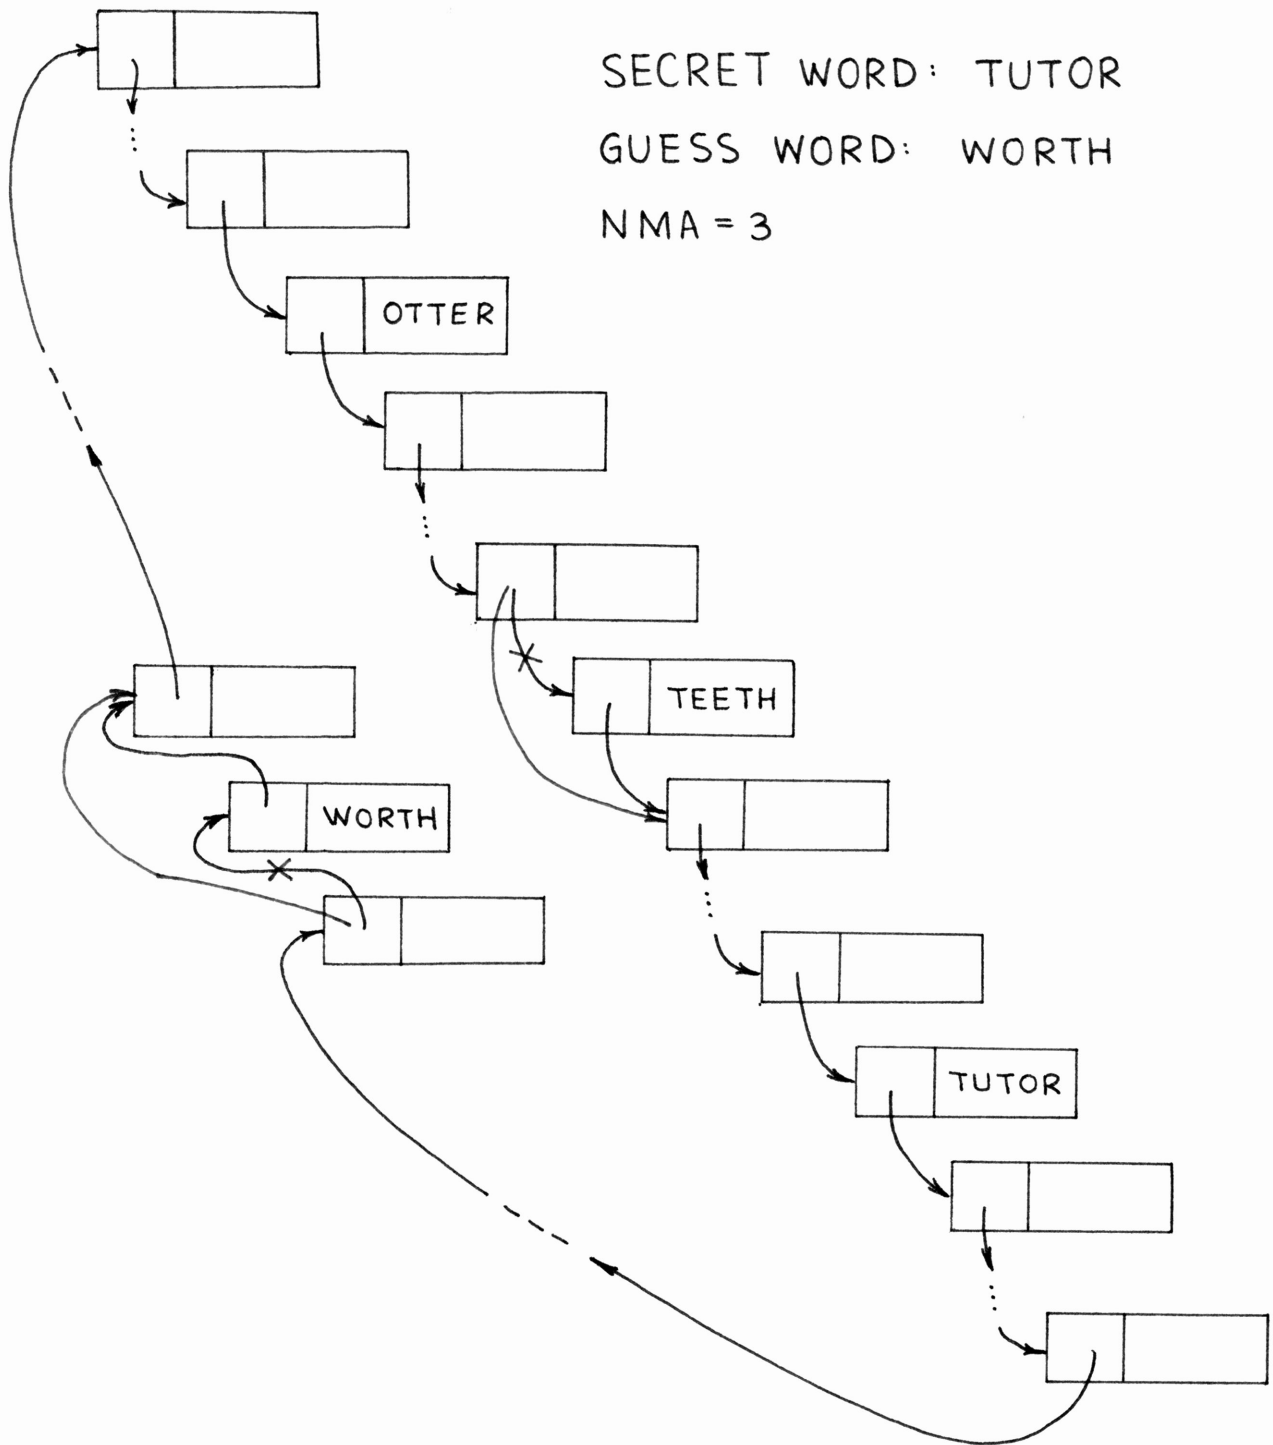 SECRET WORD: TUTOR
GUESS WORD: WORTH
NMA = 3
OTTER
TEETH
WORTH
TUTOR